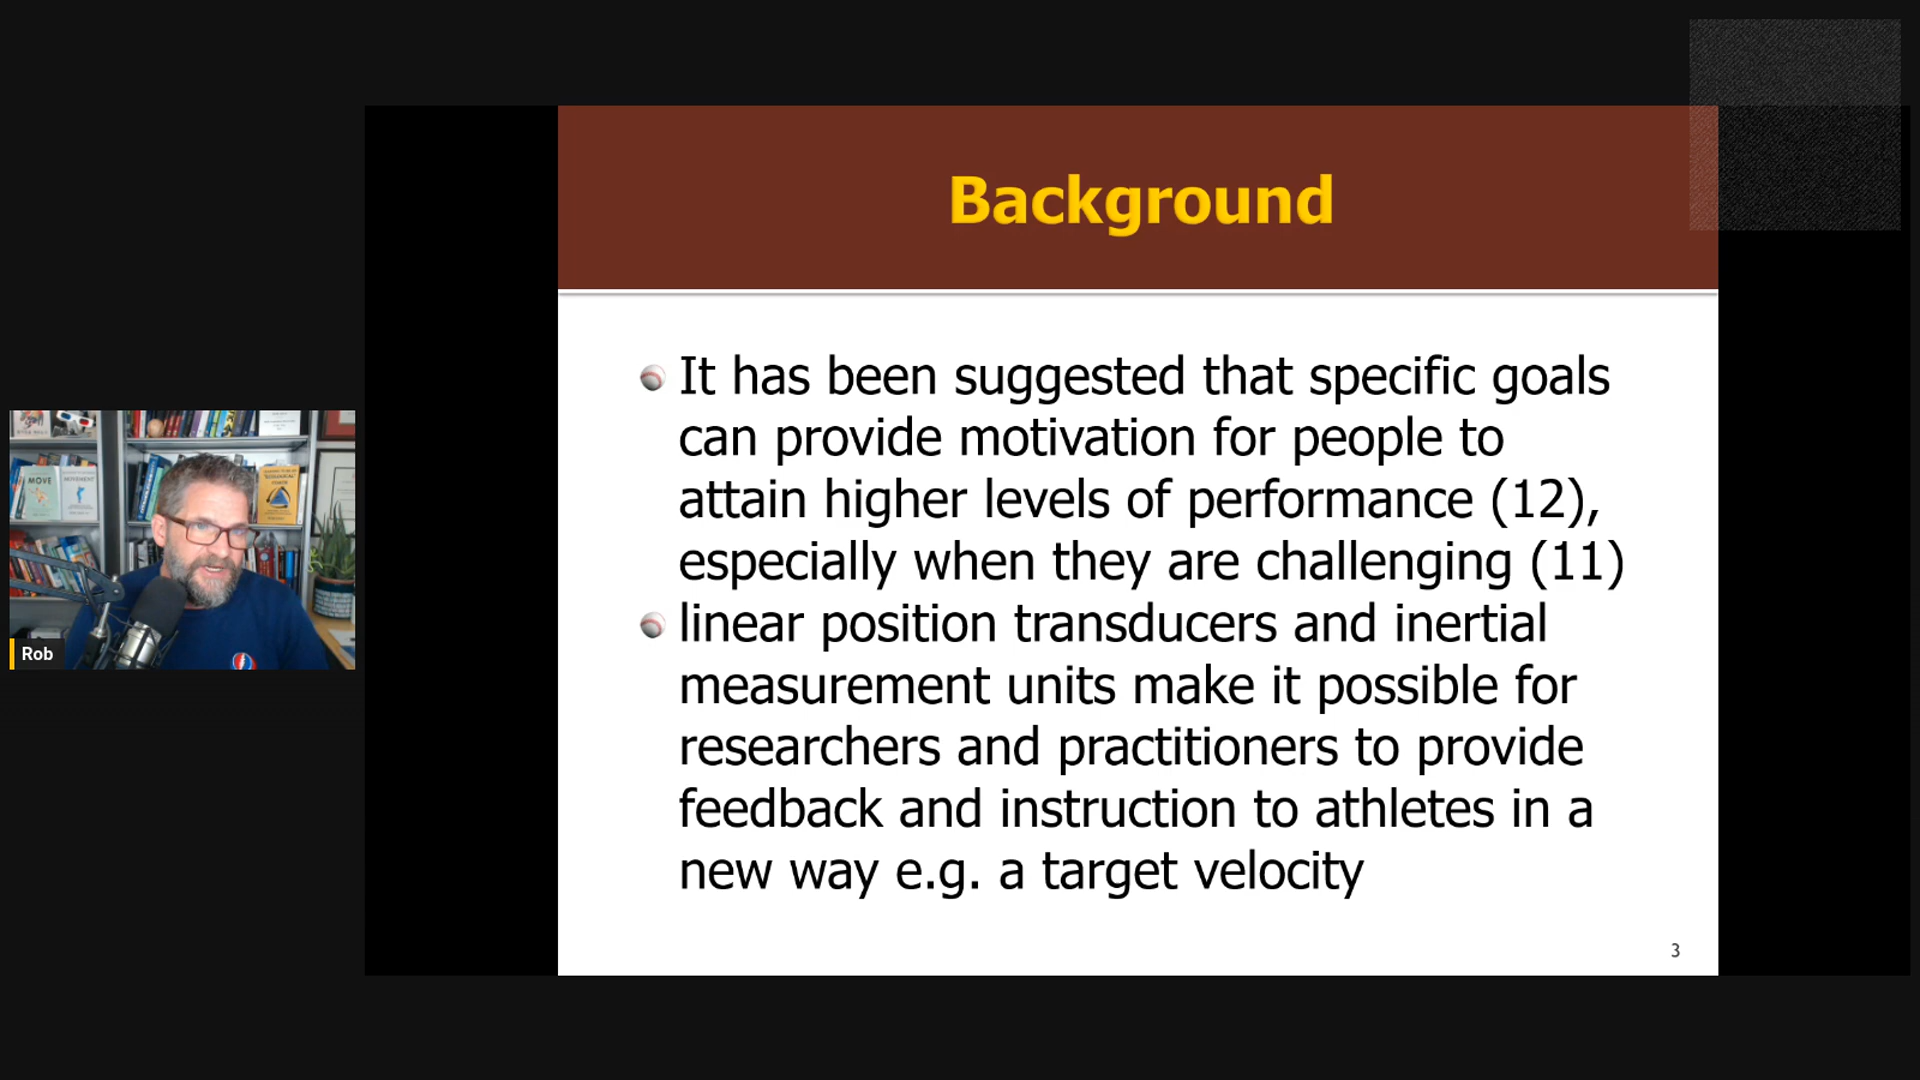 Background
It has been suggested that specific goals
can provide motivation for people to
attain higher levels of performance (12),
especially when they are challenging (11)
linear position transducers and inertial
measurement units make it possible for
researchers and practitioners to provide
feedback and instruction to athletes in a
new way e.g. a target velocity
3
MOVE
Rob